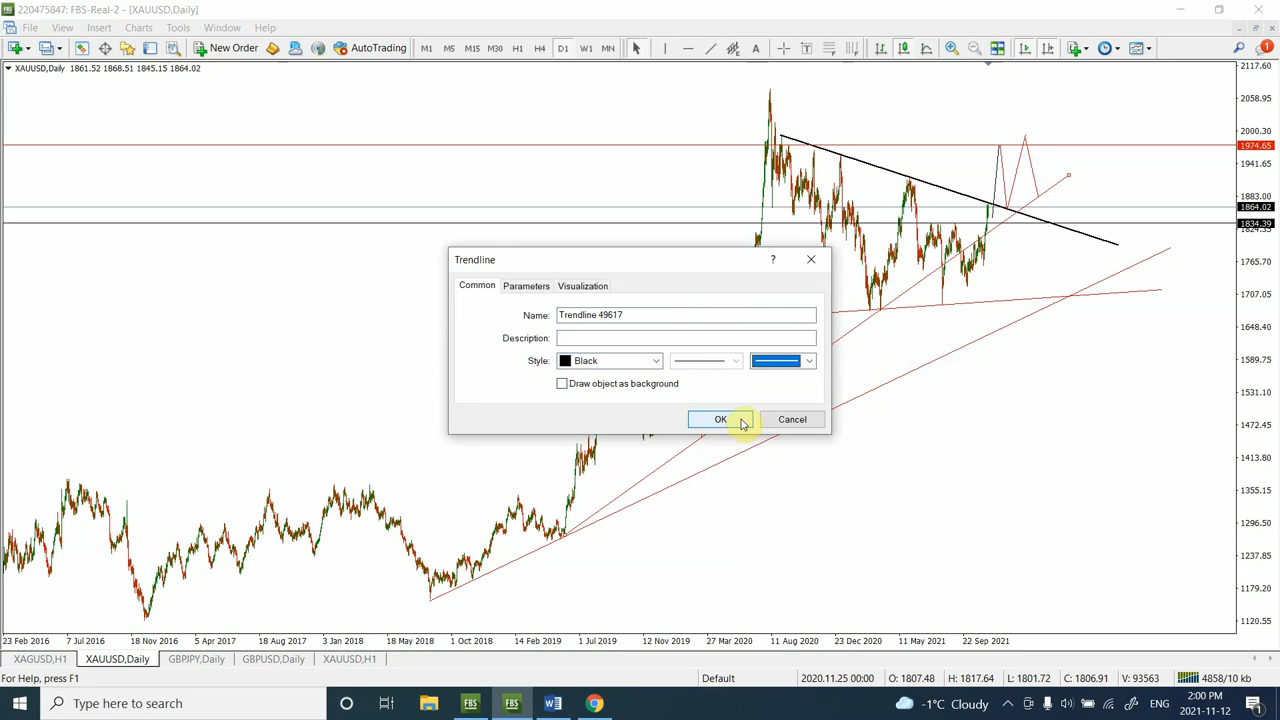 220475847: FBS-Real-2 - [XAUUSD,Daily]
File View Insert Charts Tools Window Help
New Order AutoTrading M1 M5 M15 M30 H1 H4 D1 W1 MN A T 1
XAUUSD,Daily 1861.52 1868.51 1845.15 1864.02
2117.60
2058.95
2000.30
1974.65
1941.65
1883.00
1864.02
1834.39
1765.70
1707.05
1648.40
1589.75
1531.10
1472.45
1413.80
1355.15
1296.50
1237.85
1179.20
1120.55
Trendline ?
Common Parameters Visualization
Name: Trendline 49617
Description:
Style: Black
Draw object as background
OK Cancel
23 Feb 2016 7 Jul 2016 18 Nov 2016 5 Apr 2017 18 Aug 2017 3 Jan 2018 18 May 2018 1 Oct 2018 14 Feb 2019 1 Jul 2019 12 Nov 2019 27 Mar 2020 11 Aug 2020 23 Dec 2020 11 May 2021 22 Sep 2021
XAGUSD,H1 XAUUSD,Daily GBPJPY,Daily GBPUSD,Daily XAUUSD,H1
For Help, press F1 Default 2020.11.25 00:00 O: 1807.48 H: 1817.64 L: 1801.72 C: 1806.91 V: 93563 4858/10 kb
Type here to search FBS FBS -1°C Cloudy ENG 2:00 PM
2021-11-12 1